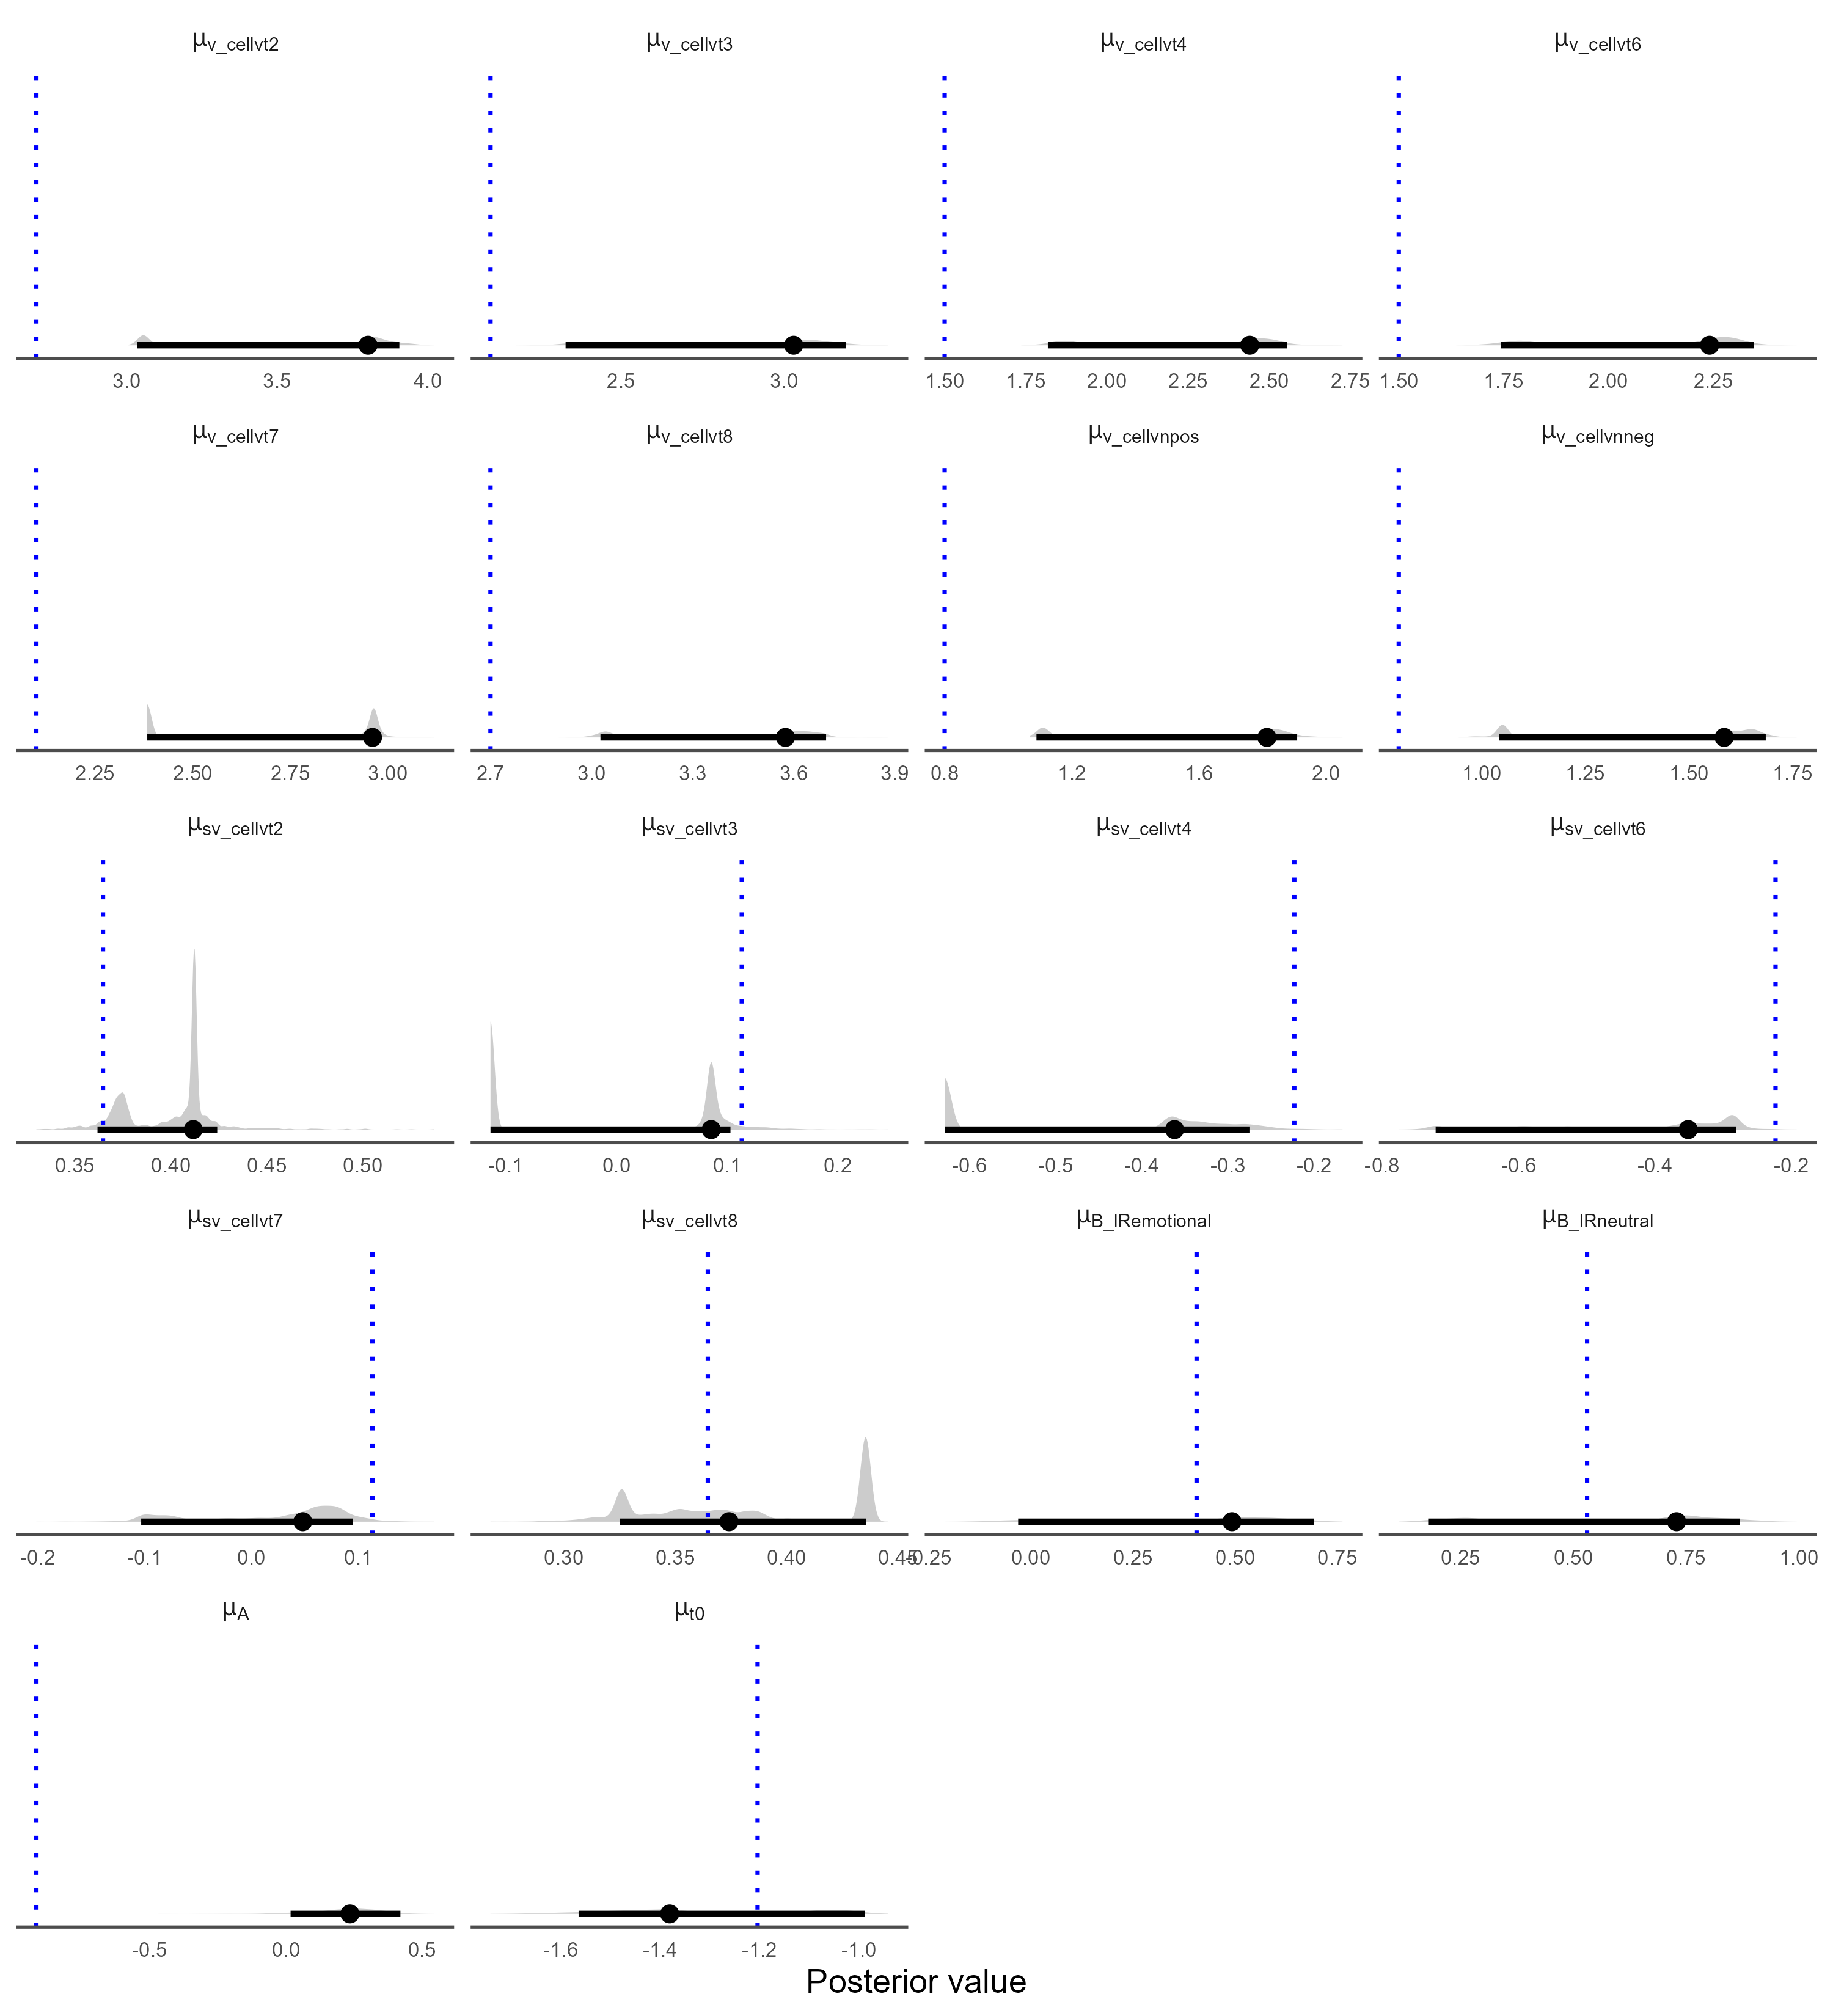 μv_cellvt2 μv_cellvt3 μv_cellvt4 μv_cellvt6
3.0 3.5 4.0 2.5 3.0 1.50 1.75 2.00 2.25 2.50 2.75 1.50 1.75 2.00 2.25
μv_cellvt7 μv_cellvt8 μv_cellvnpos μv_cellvnneg
2.25 2.50 2.75 3.00 2.7 3.0 3.3 3.6 3.9 0.8 1.2 1.6 2.0 1.00 1.25 1.50 1.75
μsv_cellvt2 μsv_cellvt3 μsv_cellvt4 μsv_cellvt6
0.35 0.40 0.45 0.50 -0.1 0.0 0.1 0.2 -0.6 -0.5 -0.4 -0.3 -0.2 -0.8 -0.6 -0.4 -0.2
μsv_cellvt7 μsv_cellvt8 μB_lRemotional μB_lRneutral
-0.2 -0.1 0.0 0.1 0.30 0.35 0.40 0.45 -0.25 0.00 0.25 0.50 0.75 0.25 0.50 0.75 1.00
μA μt0
-0.5 0.0 0.5 -1.6 -1.4 -1.2 -1.0
Posterior value